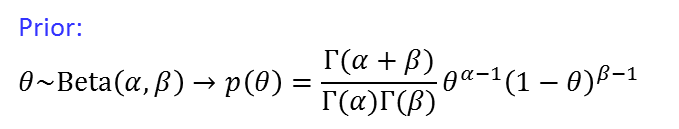 Prior:
θ~Beta(α, β) → p(θ) = Γ(α + β) / Γ(α)Γ(β) θ^{α−1}(1 − θ)^{β−1}